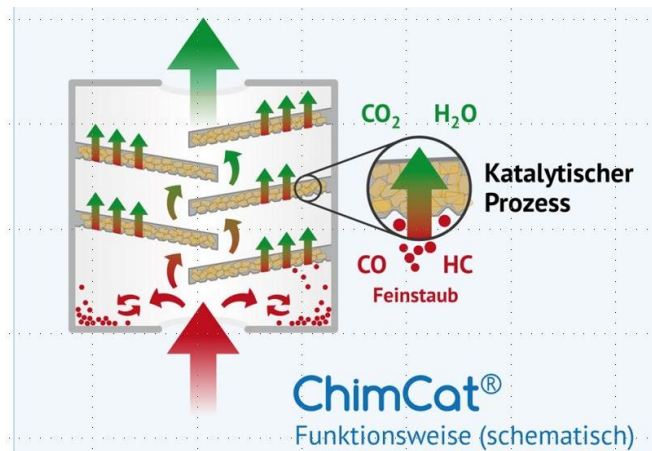 CO₂ H₂O
Katalytischer
Prozess
CO HC
Feinstaub
ChimCat®
Funktionsweise (schematisch)